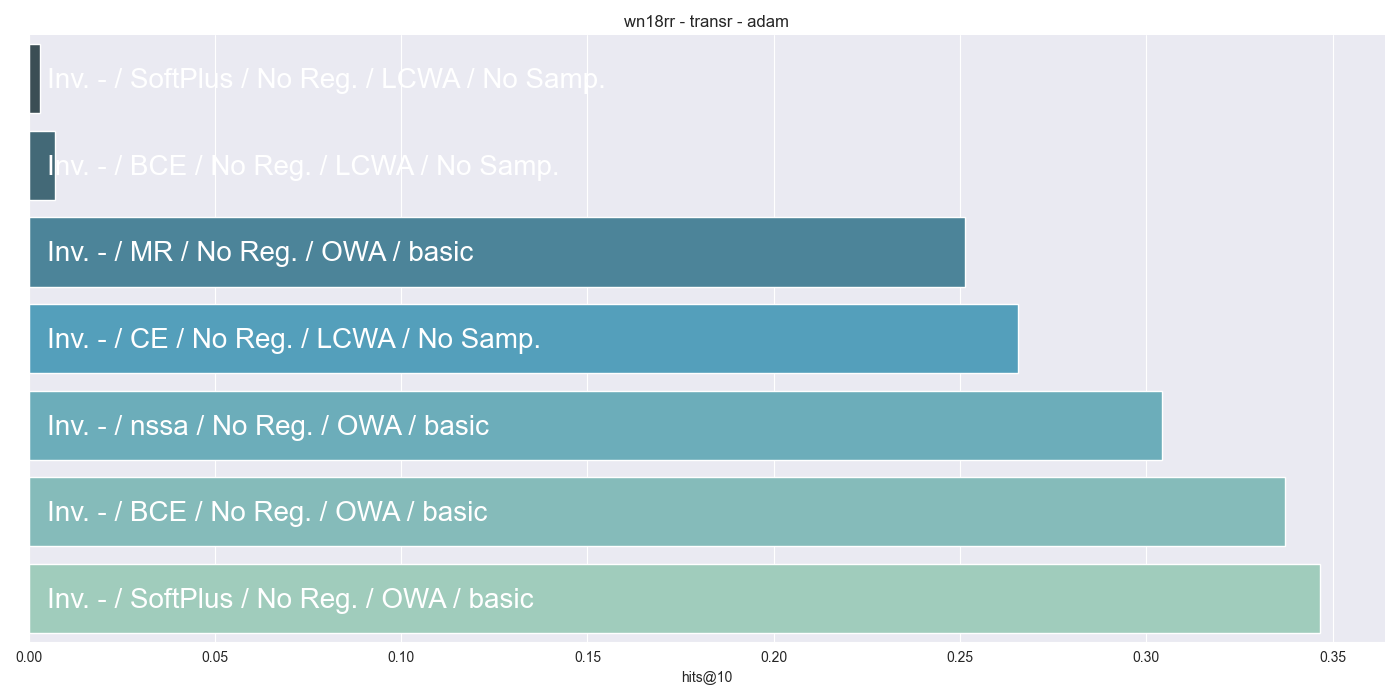 wn18rr - transr - adam
Inv. - / SoftPlus / No Reg. / LCWA / No Samp.
Inv. - / BCE / No Reg. / LCWA / No Samp.
Inv. - / MR / No Reg. / OWA / basic
Inv. - / CE / No Reg. / LCWA / No Samp.
Inv. - / nssa / No Reg. / OWA / basic
Inv. - / BCE / No Reg. / OWA / basic
Inv. - / SoftPlus / No Reg. / OWA / basic
0.00 0.05 0.10 0.15 0.20 0.25 0.30 0.35
hits@10